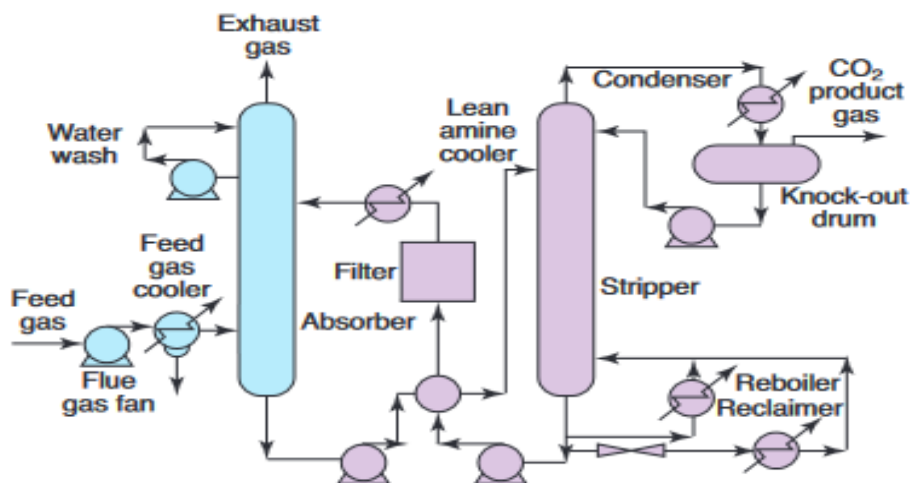 Exhaust
gas
Condenser
CO₂
product
gas
Lean
amine
cooler
Water
wash
Knock-out
drum
Feed
gas
cooler
Filter
Stripper
Feed
gas
Absorber
Flue
gas fan
Reboiler
Reclaimer